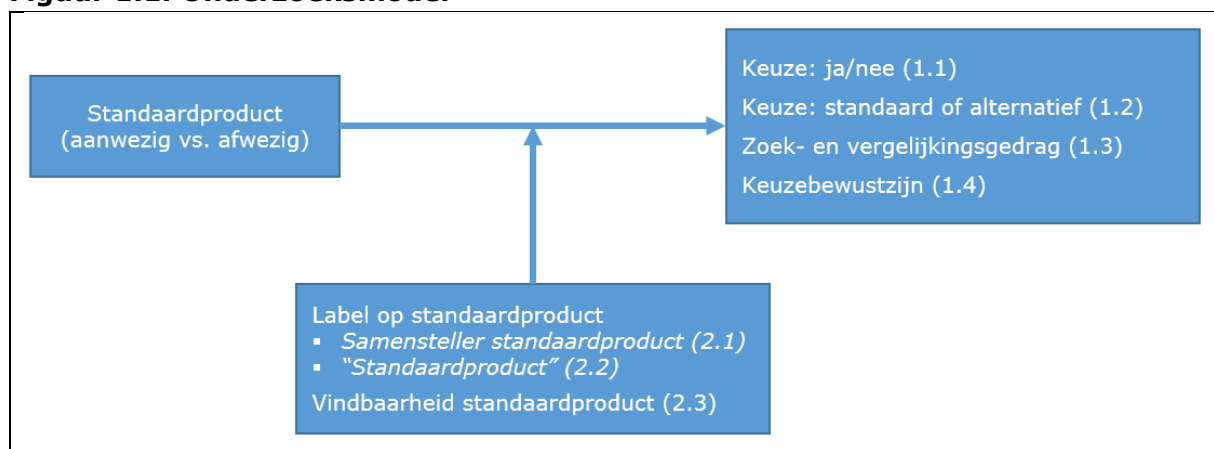 Standaardproduct
(aanwezig vs. afwezig)
Keuze: ja/nee (1.1)
Keuze: standaard of alternatief (1.2)
Zoek- en vergelijkingsgedrag (1.3)
Keuzebewustzijn (1.4)
Label op standaardproduct
▪ Samensteller standaardproduct (2.1)
▪ “Standaardproduct” (2.2)
Vindbaarheid standaardproduct (2.3)